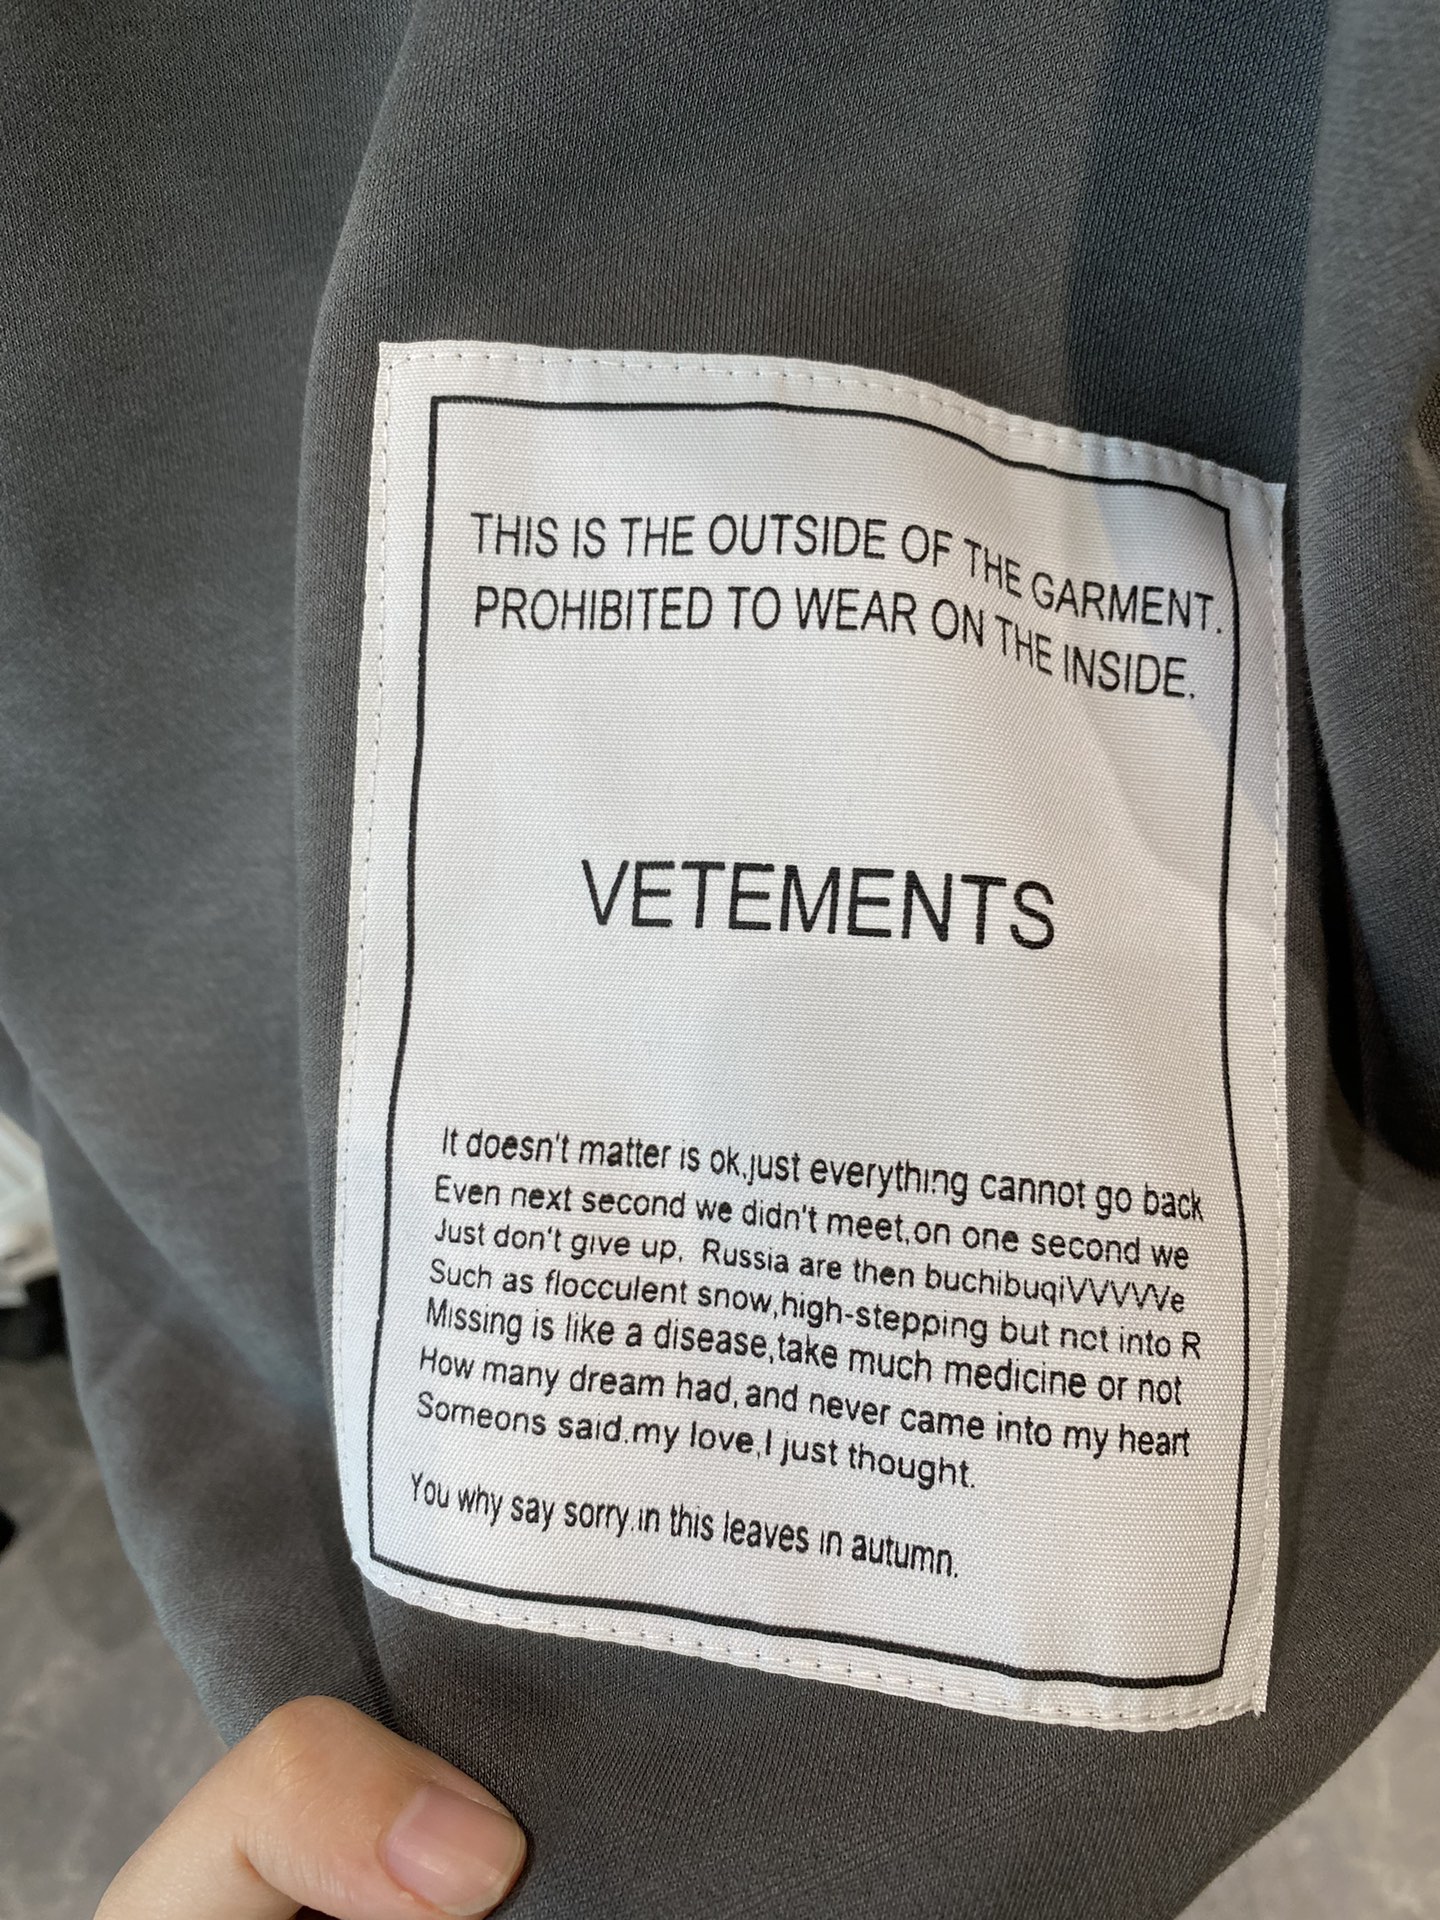 THIS IS THE OUTSIDE OF THE GARMENT.
PROHIBITED TO WEAR ON THE INSIDE.
VETEMENTS
It doesn't matter is ok.just everything cannot go back
Even next second we didn't meet,on one second we
Just don't give up. Russia are then buchibuqiVVVVVe
Such as flocculent snow,high-stepping but nct into R
Missing is like a disease,take much medicine or not
How many dream had, and never came into my heart
Someons said.my love,I just thought.
You why say sorry.in this leaves in autumn.